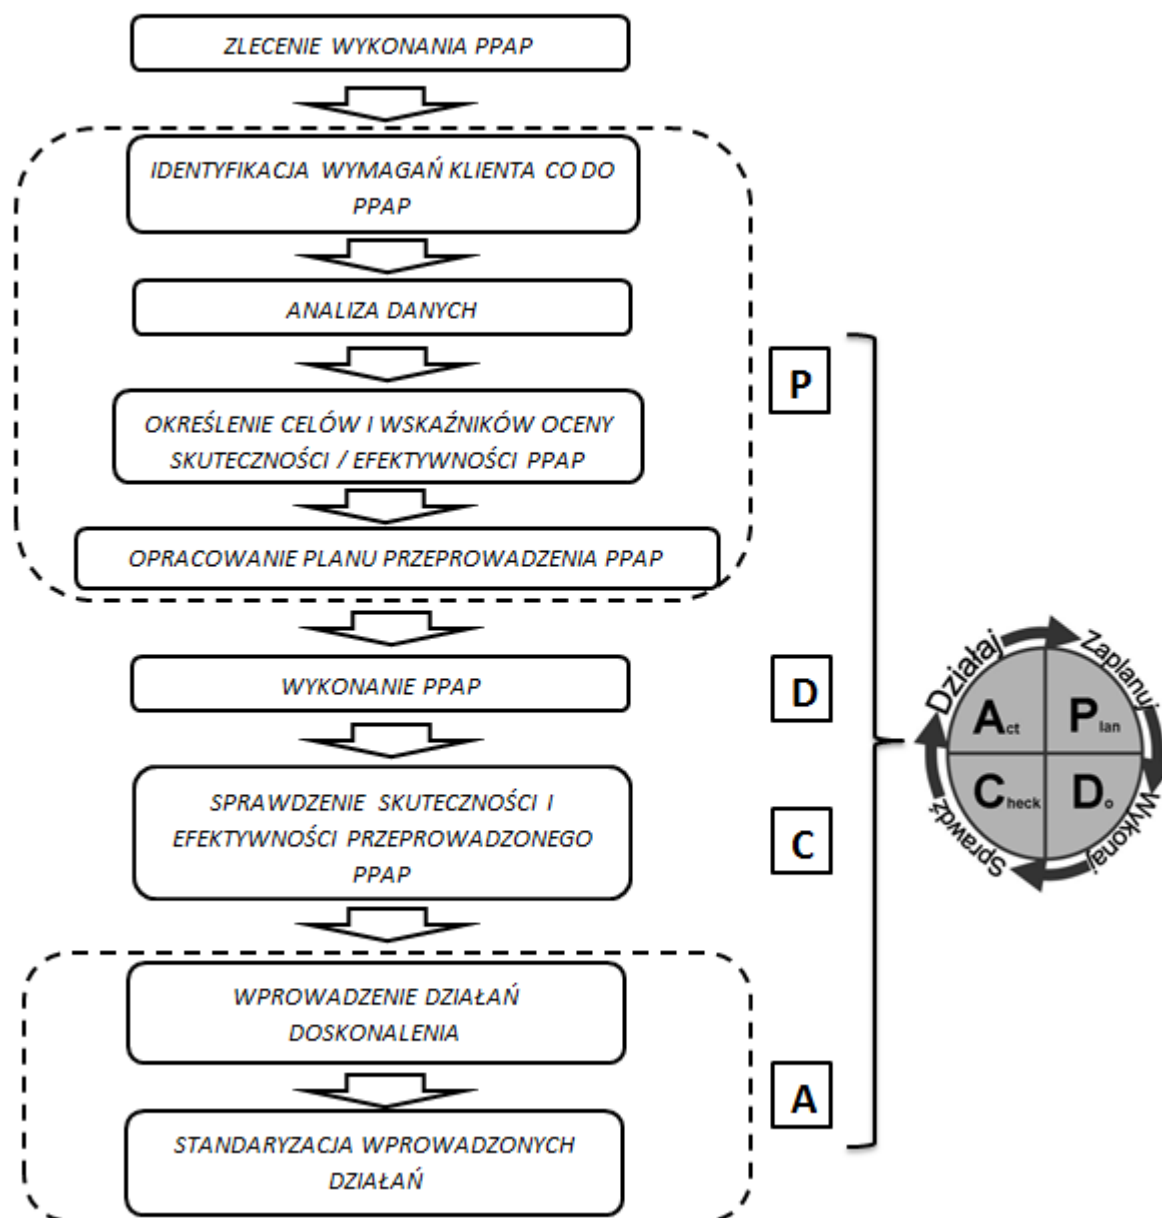 ZLECENIE WYKONANIA PPAP
IDENTYFIKACJA WYMAGAŃ KLIENTA CO DO
PPAP
ANALIZA DANYCH
OKREŚLENIE CELÓW I WSKAŹNIKÓW OCENY
SKUTECZNOŚCI / EFEKTYWNOŚCI PPAP
OPRACOWANIE PLANU PRZEPROWADZENIA PPAP
P
WYKONANIE PPAP
D
SPRAWDZENIE SKUTECZNOŚCI I
EFEKTYWNOŚCI PRZEPROWADZONEGO
PPAP
C
WPROWADZENIE DZIAŁAŃ
DOSKONALENIA
STANDARYZACJA WPROWADZONYCH
DZIAŁAŃ
A
Działaj
Zaplanuj
Act
Plan
Check
Do
Sprawdź
Wykonaj